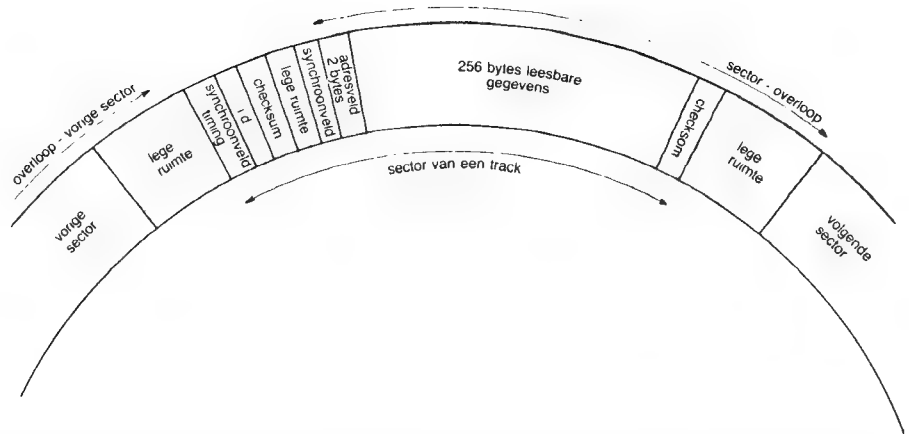 overloop - vorige sector
vorige
sector
lege
ruimte
synchroonveld
timing
i d
checksum
lege ruimte
synchroonveld
adresveld
2 bytes
256 bytes leesbare
gegevens
sector van een track
checksom
lege
ruimte
sector - overloop
volgende
sector